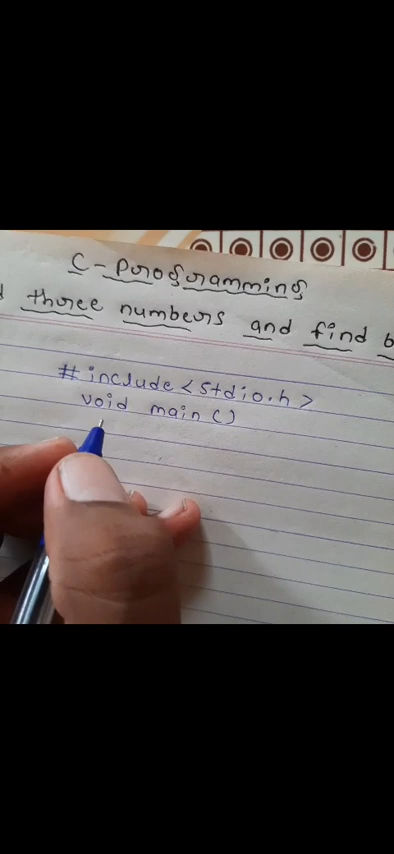 C - Programming
three numbers and find
#include <stdio.h>
void main()